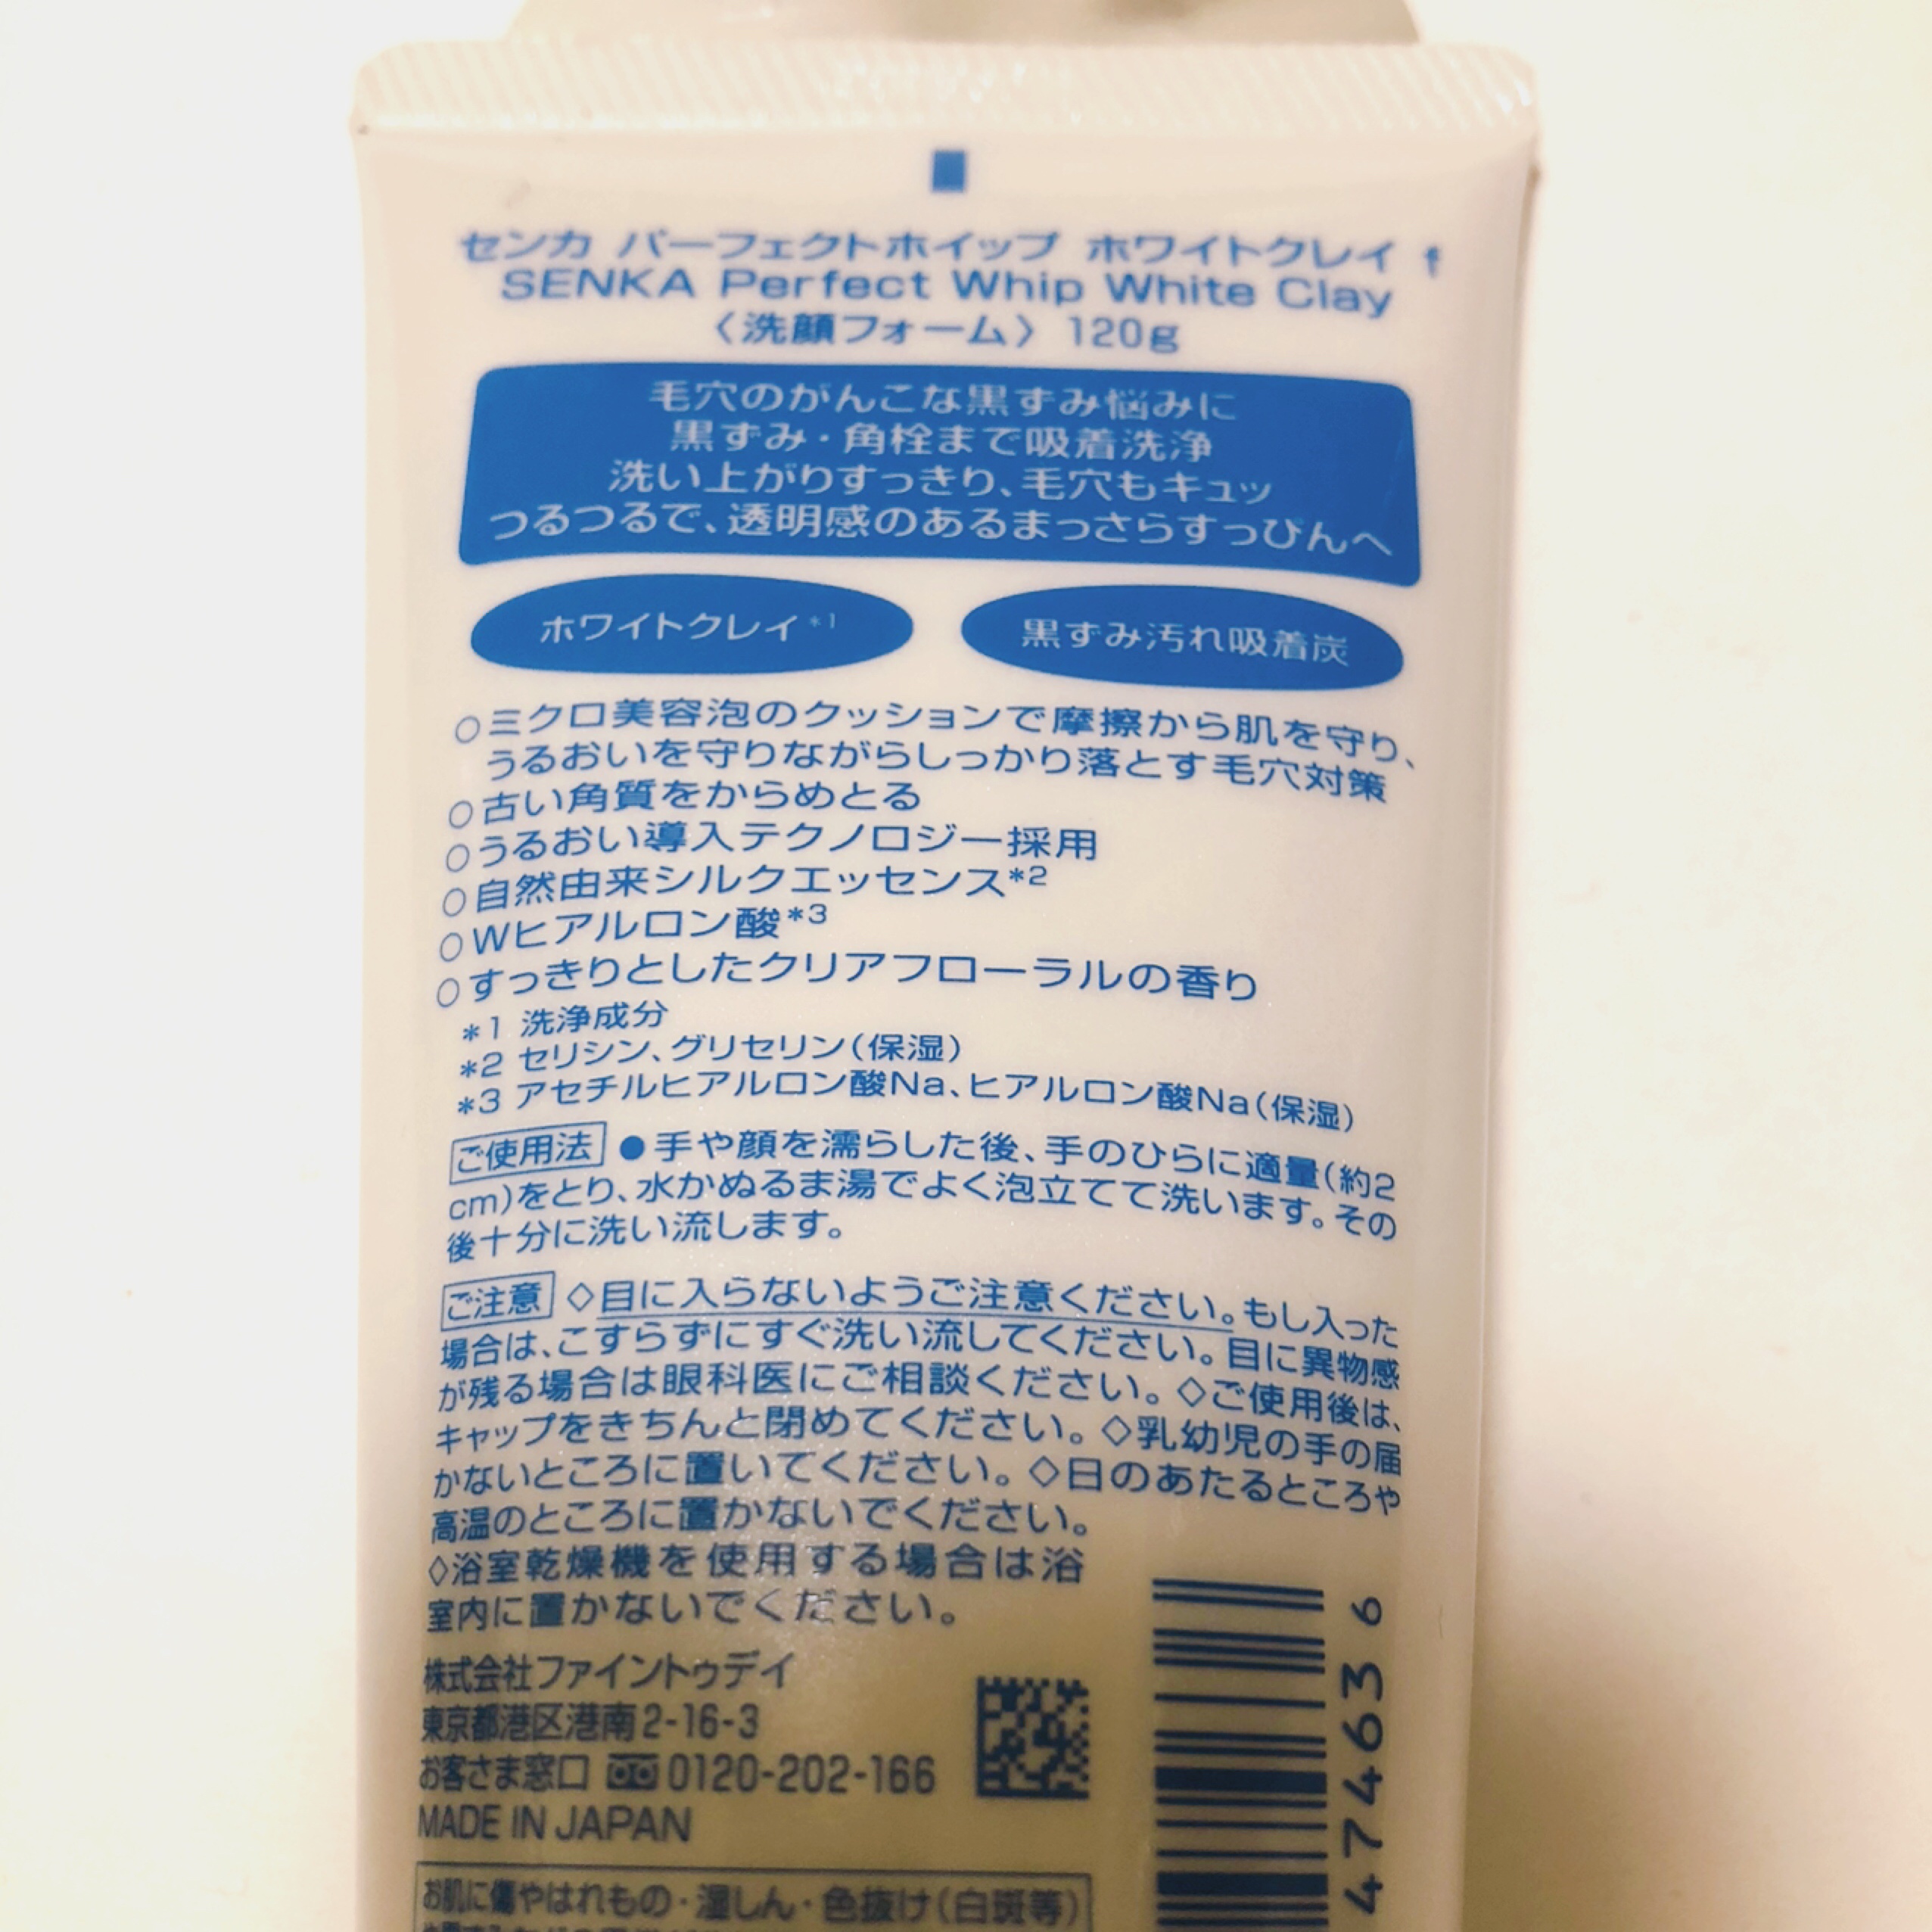 センカ パーフェクトホイップ ホワイトクレイ t
SENKA Perfect Whip White Clay
〈洗顔フォーム〉 120g
毛穴のがんこな黒ずみ悩みに
黒ずみ・角栓まで吸着洗浄
洗い上がりすっきり、毛穴もキュッ
つるつるで、透明感のあるまっさらすっぴんへ
ホワイトクレイ*1 黒ずみ汚れ吸着炭
○ミクロ美容泡のクッションで摩擦から肌を守り、
うるおいを守りながらしっかり落とす毛穴対策
○古い角質をからめとる
○うるおい導入テクノロジー採用
○自然由来シルクエッセンス*2
○Wヒアルロン酸*3
○すっきりとしたクリアフローラルの香り
*1 洗浄成分
*2 セリシン、グリセリン(保湿)
*3 アセチルヒアルロン酸Na、ヒアルロン酸Na(保湿)
ご使用法 ●手や顔を濡らした後、手のひらに適量(約2
cm)をとり、水かぬるま湯でよく泡立てて洗います。その
後十分に洗い流します。
ご注意 ◇目に入らないようご注意ください。もし入った
場合は、こすらずにすぐ洗い流してください。目に異物感
が残る場合は眼科医にご相談ください。◇ご使用後は、
キャップをきちんと閉めてください。◇乳幼児の手の届
かないところに置いてください。◇日のあたるところや
高温のところに置かないでください。
◇浴室乾燥機を使用する場合は浴
室内に置かないでください。
株式会社ファイントゥデイ
東京都港区港南2-16-3
お客さま窓口 0120-202-166
MADE IN JAPAN
お肌に傷やはれもの・湿しん・色抜け(白斑等)
474636